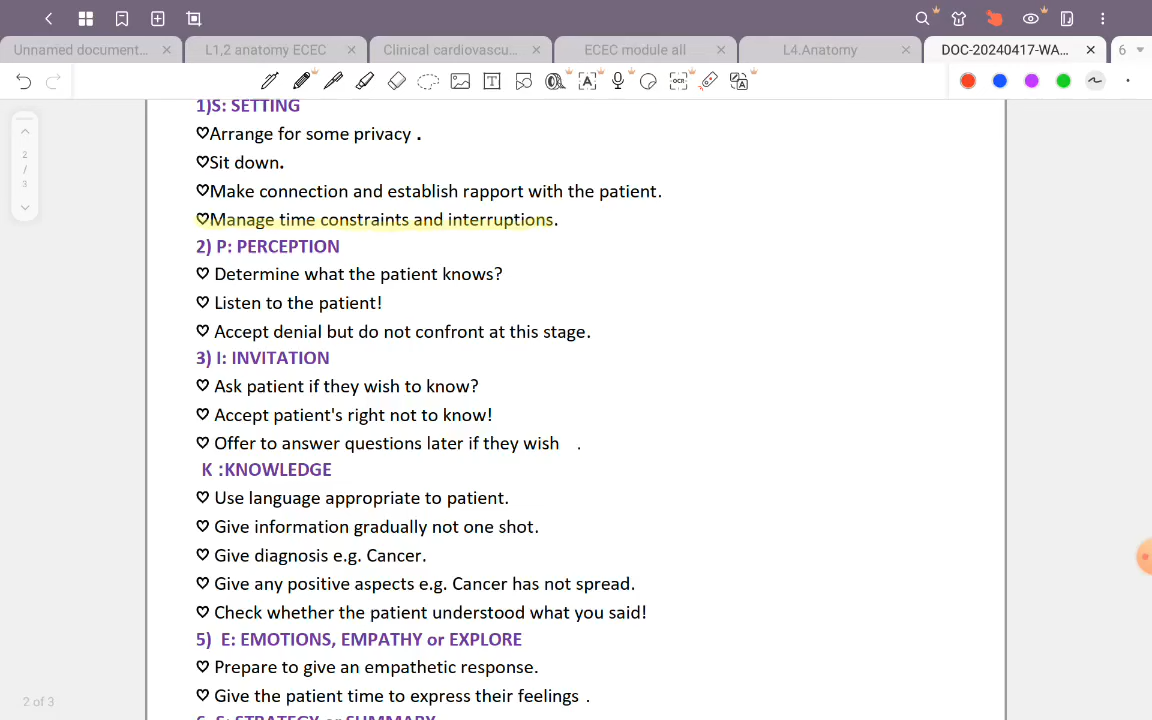 Unnamed document...
L1,2 anatomy ECEC
Clinical cardiovascu...
ECEC module all
L4.Anatomy
DOC-20240417-WA...
6
1)S: SETTING
♡Arrange for some privacy .
♡Sit down.
♡Make connection and establish rapport with the patient.
♡Manage time constraints and interruptions.
2) P: PERCEPTION
♡ Determine what the patient knows?
♡ Listen to the patient!
♡ Accept denial but do not confront at this stage.
3) I: INVITATION
♡ Ask patient if they wish to know?
♡ Accept patient's right not to know!
♡ Offer to answer questions later if they wish .
K :KNOWLEDGE
♡ Use language appropriate to patient.
♡ Give information gradually not one shot.
♡ Give diagnosis e.g. Cancer.
♡ Give any positive aspects e.g. Cancer has not spread.
♡ Check whether the patient understood what you said!
5) E: EMOTIONS, EMPATHY or EXPLORE
♡ Prepare to give an empathetic response.
♡ Give the patient time to express their feelings .
6 S: STRATEGY or SUMMARY
2
/
3
2 of 3
OCR
A
T